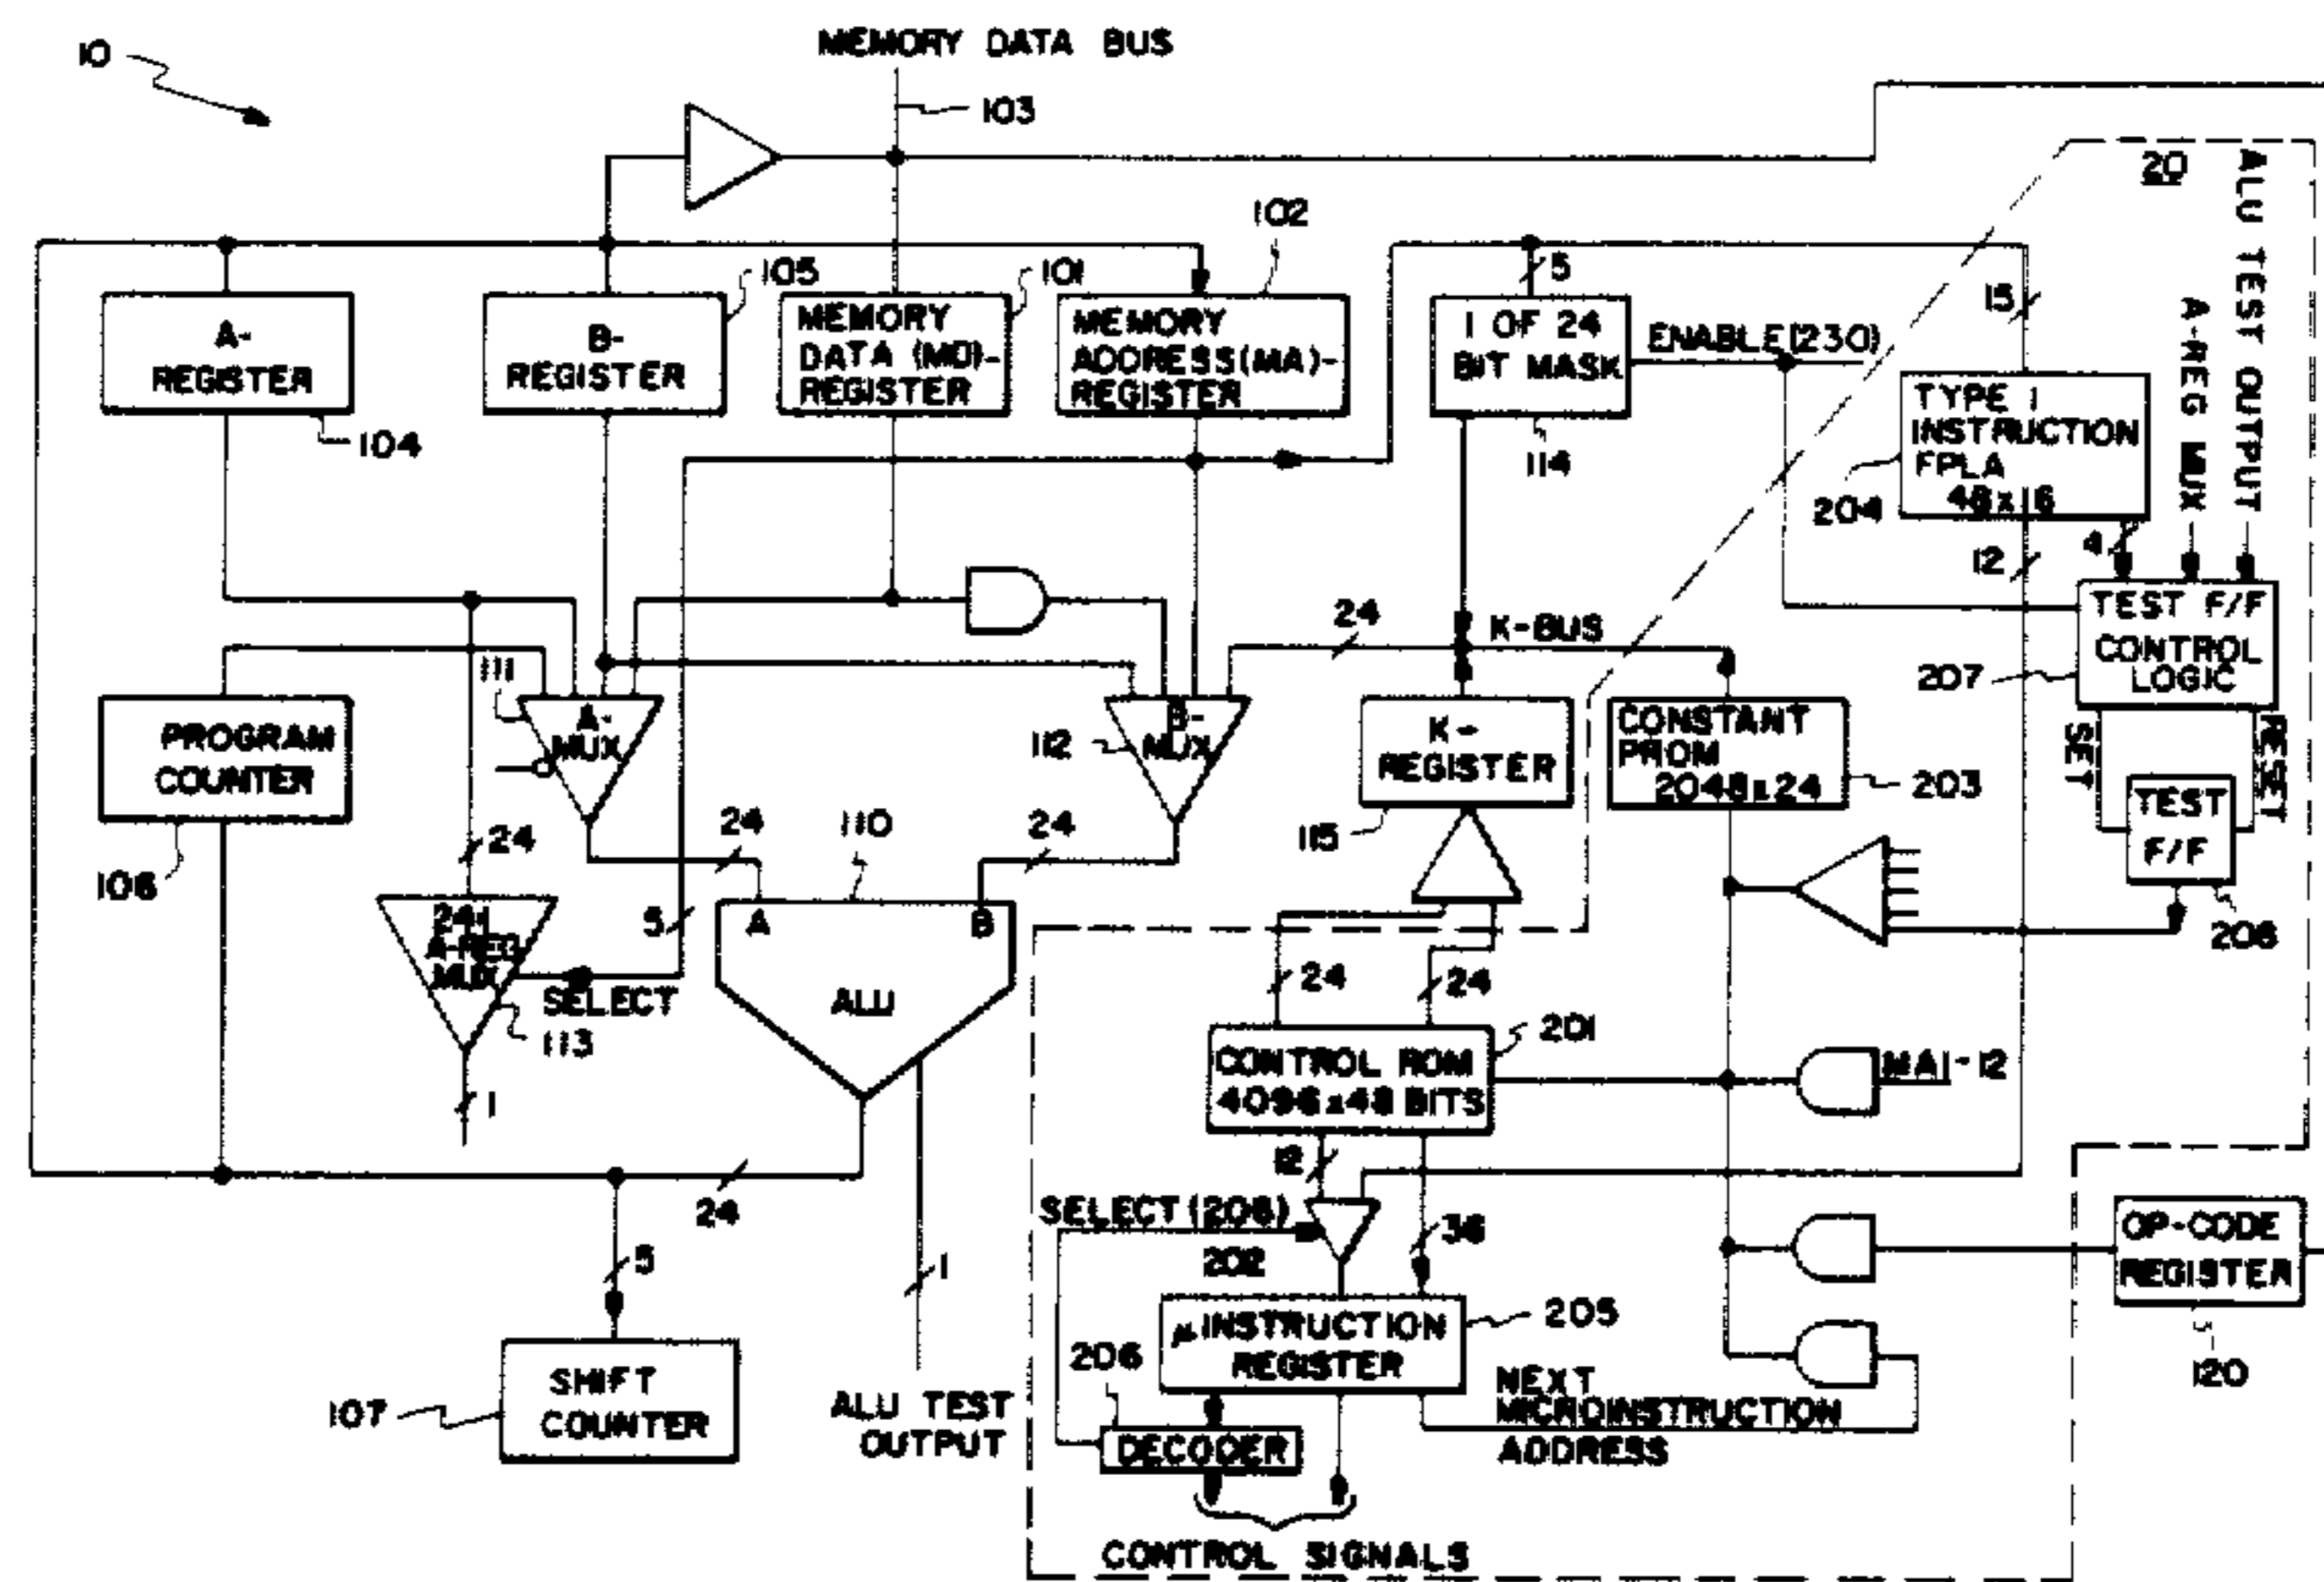 10
MEMORY DATA BUS
103
20
ALU TEST OUTPUT
A-REG MUX
102
105
101
5
15
A-
REGISTER
104
B-
REGISTER
MEMORY
DATA (MD)-
REGISTER
MEMORY
ADDRESS(MA)-
REGISTER
1 OF 24
BIT MASK
114
ENABLE(230)
TYPE 1
INSTRUCTION
FPLA
48x16
204
4
12
24
K-BUS
TEST F/F
CONTROL
LOGIC
207
SET
RESET
111
A-
MUX
112
B-
MUX
PROGRAM
COUNTER
106
K-
REGISTER
115
CONSTANT
PROM
2048x24
203
TEST
F/F
208
24
24
110
24
24:1
A-REG
MUX
SELECT
113
5
A
B
ALU
1
24
24
201
CONTROL ROM
4096x48 BITS
MA1-12
24
12
SELECT (208)
202
36
5
1
OP-CODE
REGISTER
120
μINSTRUCTION
REGISTER
205
206
NEXT
MICROINSTRUCTION
ADDRESS
SHIFT
COUNTER
107
ALU TEST
OUTPUT
DECODER
CONTROL SIGNALS